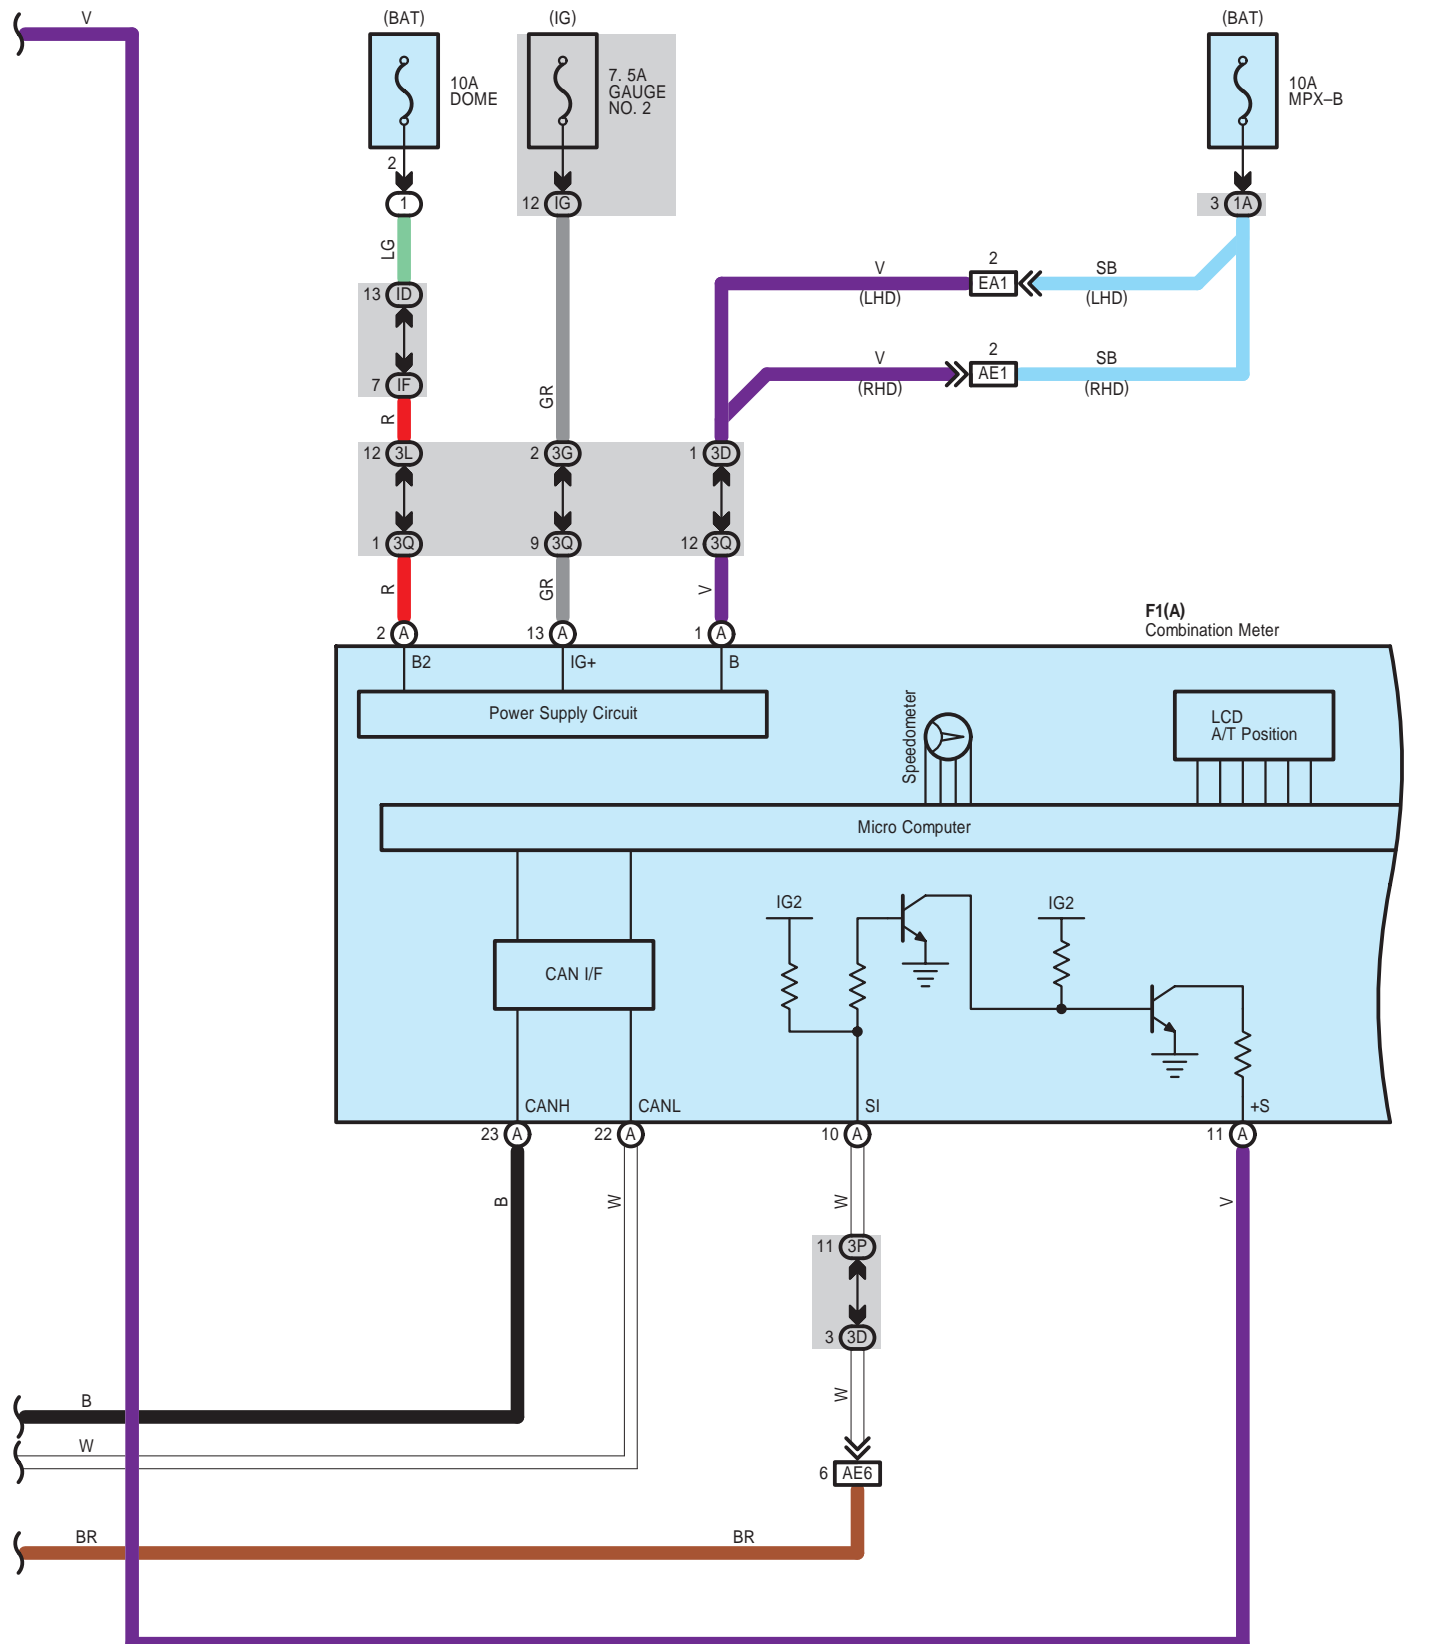 V
(BAT)
(IG)
(BAT)
10A
DOME
7. 5A
GAUGE
NO. 2
10A
MPX–B
2
1
12 IG
3 1A
LG
2
V
EA1
SB
(LHD)
(LHD)
13 ID
2
V
AE1
SB
(RHD)
(RHD)
7 IF
GR
R
12 3L
2 3G
1 3D
1 3Q
9 3Q
12 3Q
R
GR
V
F1(A)
Combination Meter
2 A
13 A
1 A
B2
IG+
B
Power Supply Circuit
Speedometer
LCD
A/T Position
Micro Computer
IG2
IG2
CAN I/F
CANH
CANL
SI
+S
23 A
22 A
10 A
11 A
B
W
W
V
11 3P
3 3D
W
B
W
6 AE6
BR
BR